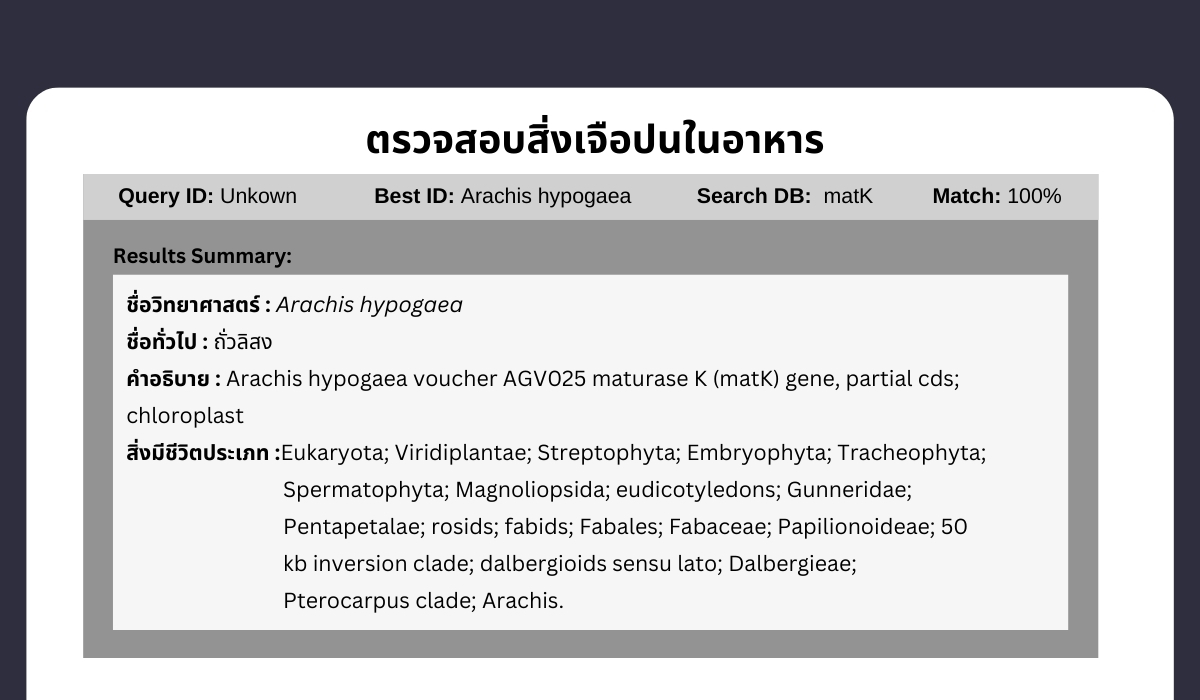 ตรวจสอบสิ่งเจือปนในอาหาร
Query ID: Unkown Best ID: Arachis hypogaea Search DB: matK Match: 100%
Results Summary:
ชื่อวิทยาศาสตร์ : Arachis hypogaea
ชื่อทั่วไป : ถั่วลิสง
คำอธิบาย : Arachis hypogaea voucher AGV025 maturase K (matK) gene, partial cds;
chloroplast
สิ่งมีชีวิตประเภท :Eukaryota; Viridiplantae; Streptophyta; Embryophyta; Tracheophyta;
Spermatophyta; Magnoliopsida; eudicotyledons; Gunneridae;
Pentapetalae; rosids; fabids; Fabales; Fabaceae; Papilionoideae; 50
kb inversion clade; dalbergioids sensu lato; Dalbergieae;
Pterocarpus clade; Arachis.